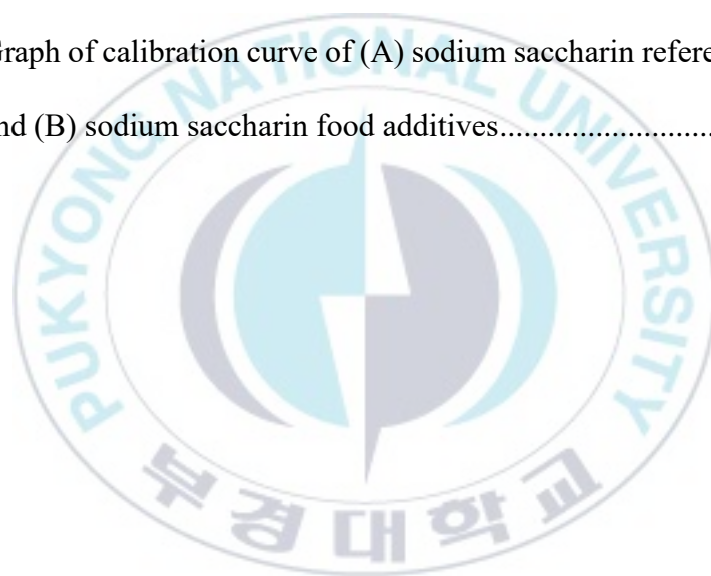 Graph of calibration curve of (A) sodium saccharin refere
nd (B) sodium saccharin food additives.........................
PUKYONG NATIONAL UNIVERSITY
부경대학교